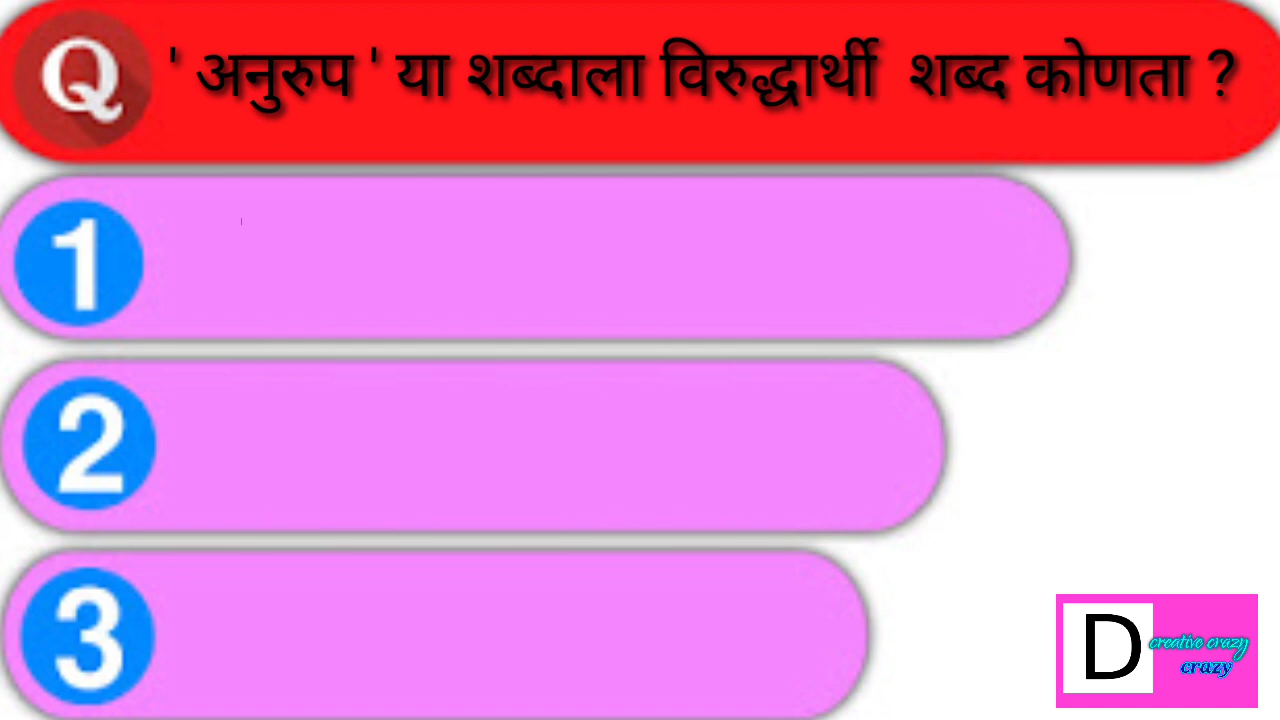 Q ' अनुरुप ' या शब्दाला विरुद्धार्थी शब्द कोणता ?
1
2
3
D creative crazy
crazy